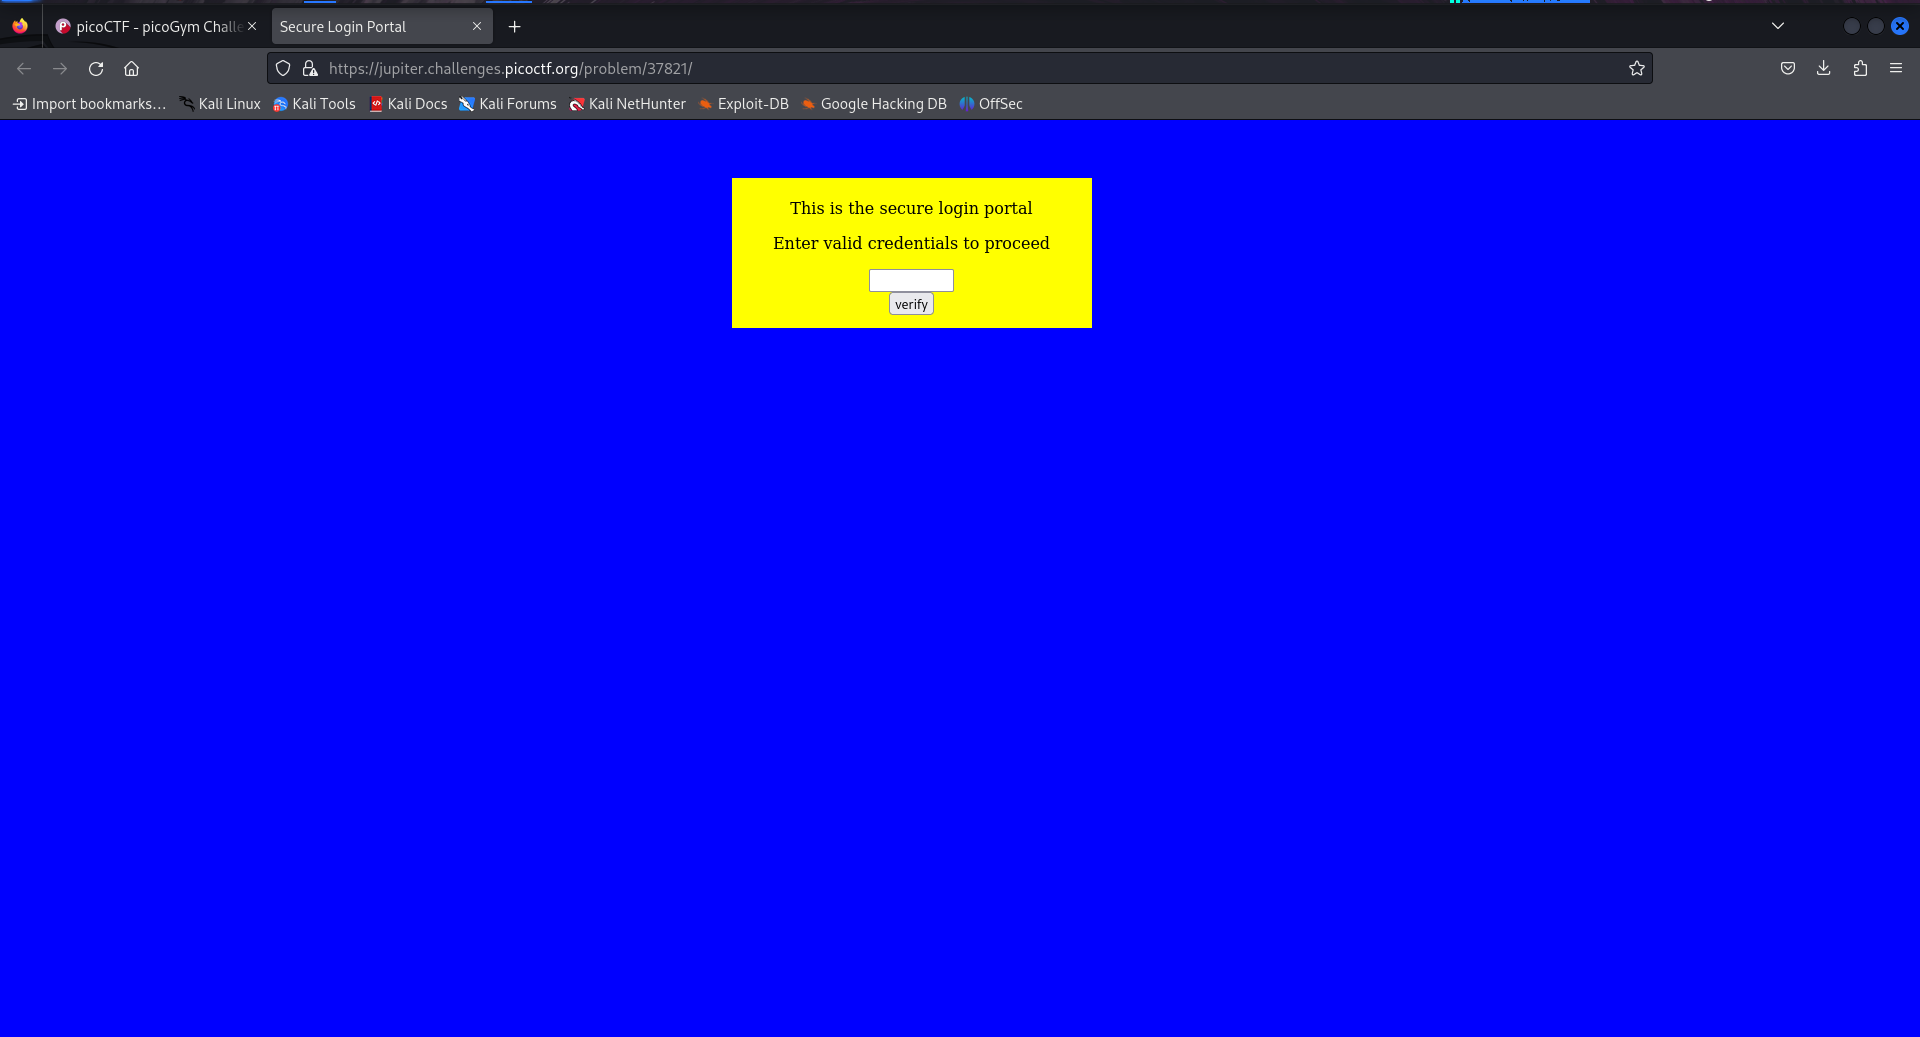 picoCTF - picoGym Challe
Secure Login Portal
https://jupiter.challenges.picoctf.org/problem/37821/
Import bookmarks... Kali Linux Kali Tools Kali Docs Kali Forums Kali NetHunter Exploit-DB Google Hacking DB OffSec
This is the secure login portal
Enter valid credentials to proceed
verify